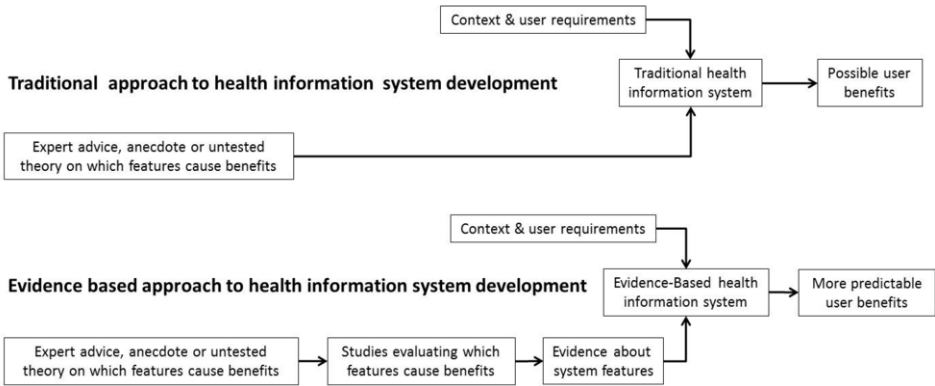 Context & user requirements
Traditional approach to health information system development
Traditional health
information system
Possible user
benefits
Expert advice, anecdote or untested
theory on which features cause benefits
Context & user requirements
Evidence based approach to health information system development
Evidence-Based health
information system
More predictable
user benefits
Expert advice, anecdote or untested
theory on which features cause benefits
Studies evaluating which
features cause benefits
Evidence about
system features